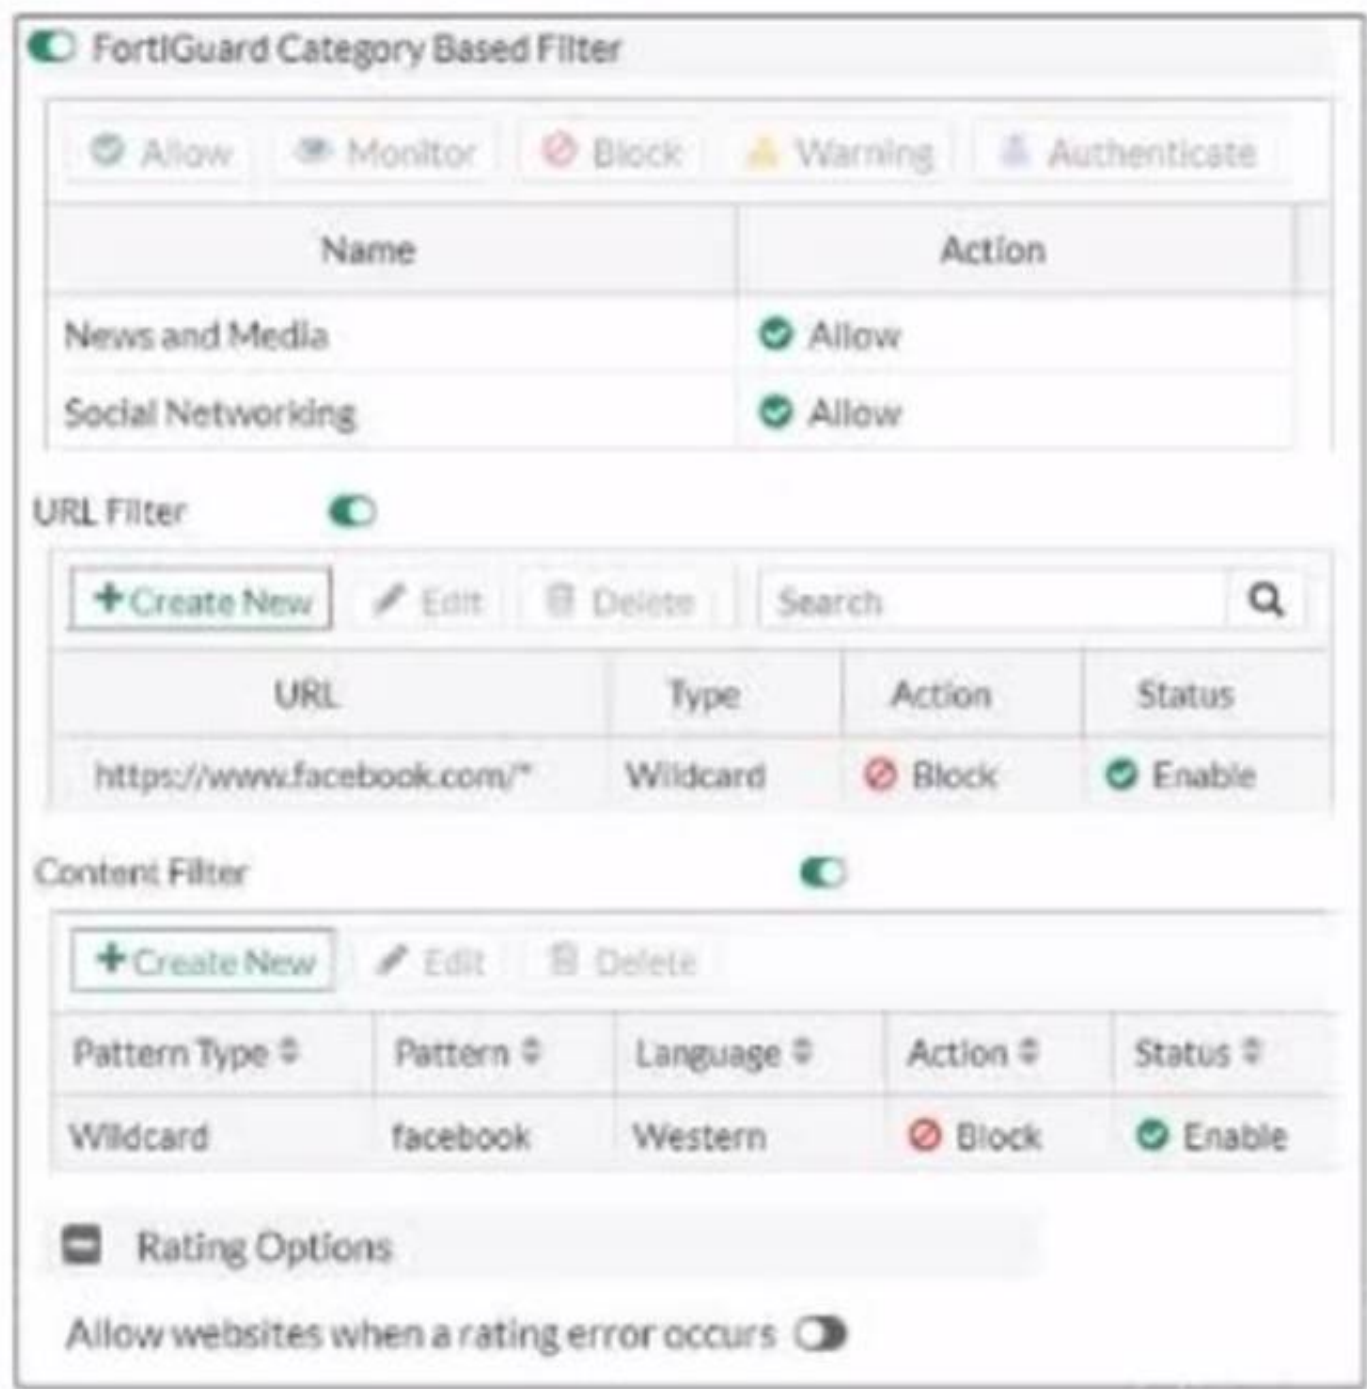 FortiGuard Category Based Filter
Allow Monitor Block Warning Authenticate
Name Action
News and Media Allow
Social Networking Allow
URL Filter
+Create New Edit Delete Search
URL Type Action Status
https://www.facebook.com/* Wildcard Block Enable
Content Filter
+Create New Edit Delete
Pattern Type Pattern Language Action Status
Wildcard facebook Western Block Enable
Rating Options
Allow websites when a rating error occurs